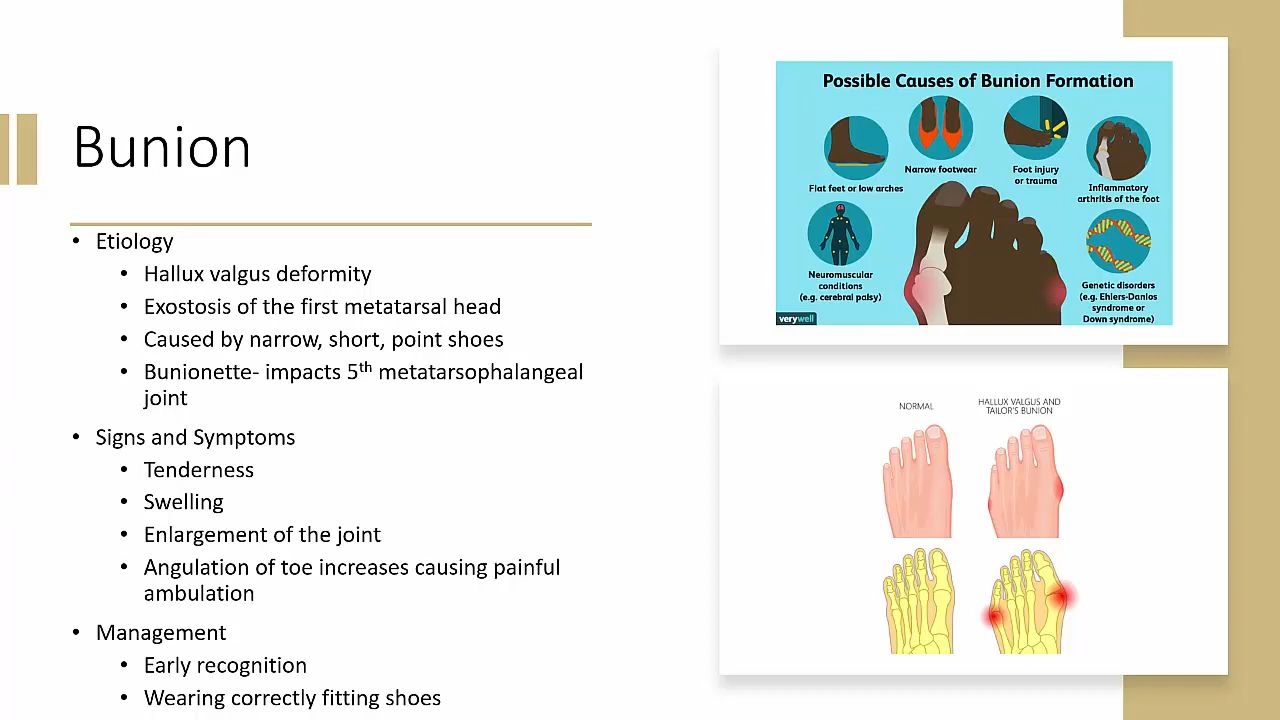 Bunion
• Etiology
• Hallux valgus deformity
• Exostosis of the first metatarsal head
• Caused by narrow, short, point shoes
• Bunionette- impacts 5th metatarsophalangeal
joint
• Signs and Symptoms
• Tenderness
• Swelling
• Enlargement of the joint
• Angulation of toe increases causing painful
ambulation
• Management
• Early recognition
• Wearing correctly fitting shoes
Possible Causes of Bunion Formation
Flat feet or low arches
Narrow footwear
Foot injury
or trauma
Inflammatory
arthritis of the foot
Neuromuscular
conditions
(e.g. cerebral palsy)
Genetic disorders
(e.g. Ehlers-Danlos
syndrome or
Down syndrome)
verywell
NORMAL
HALLUX VALGUS AND
TAILOR'S BUNION